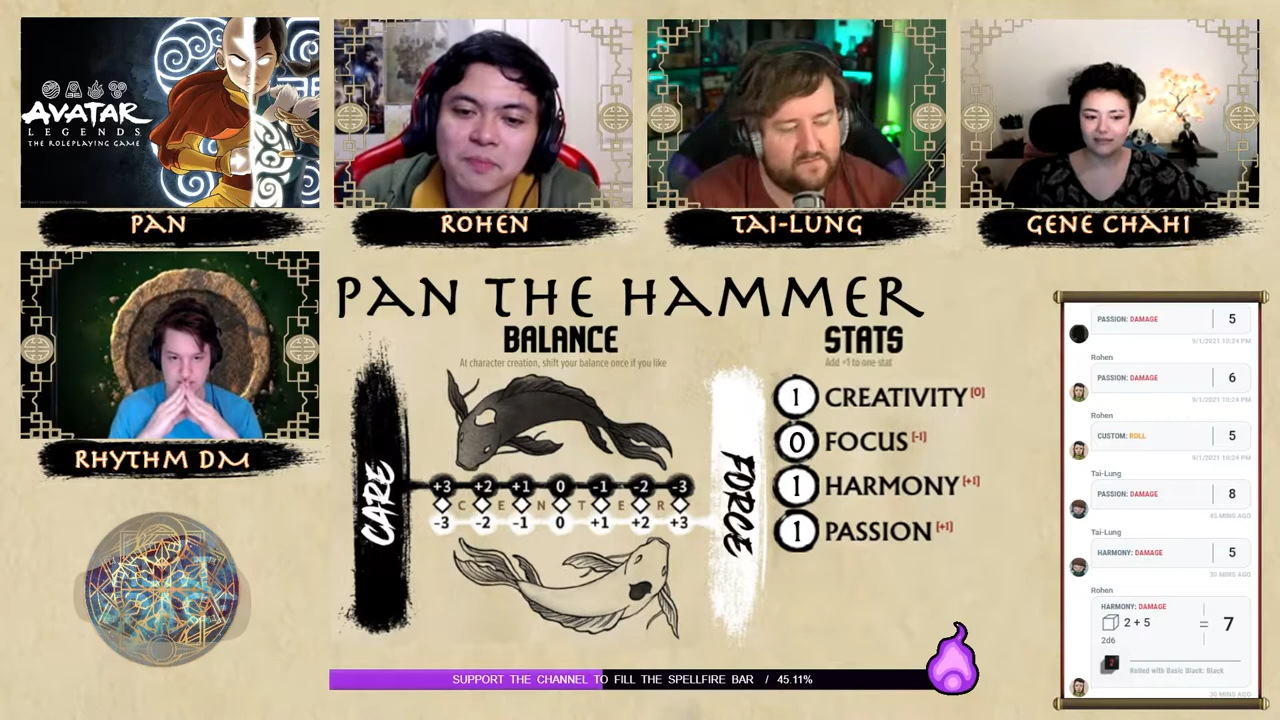 AVATAR
LEGENDS
THE ROLEPLAYING GAME
PAN
ROHEN
TAI-LUNG
GENE CHAHI
RHYTHM DM
PAN THE HAMMER
BALANCE
At character creation, shift your balance once if you like
CARE
FORCE
+3 +2 +1 0 -1 -2 -3
C E N T E R
-3 -2 -1 0 +1 +2 +3
STATS
Add +1 to one stat
1 CREATIVITY [0]
0 FOCUS [-1]
1 HARMONY [+1]
1 PASSION [+1]
PASSION: DAMAGE 5
9/1/2021 10:24 PM
Rohen
PASSION: DAMAGE 6
9/1/2021 10:24 PM
Rohen
CUSTOM: ROLL 5
9/1/2021 10:24 PM
Tai-Lung
PASSION: DAMAGE 8
45 MINS AGO
Tai-Lung
HARMONY: DAMAGE 5
30 MINS AGO
Rohen
HARMONY: DAMAGE
2 + 5 = 7
2d6
2
Rolled with Basic Black: Black
30 MINS AGO
SUPPORT THE CHANNEL TO FILL THE SPELLFIRE BAR / 45.11%